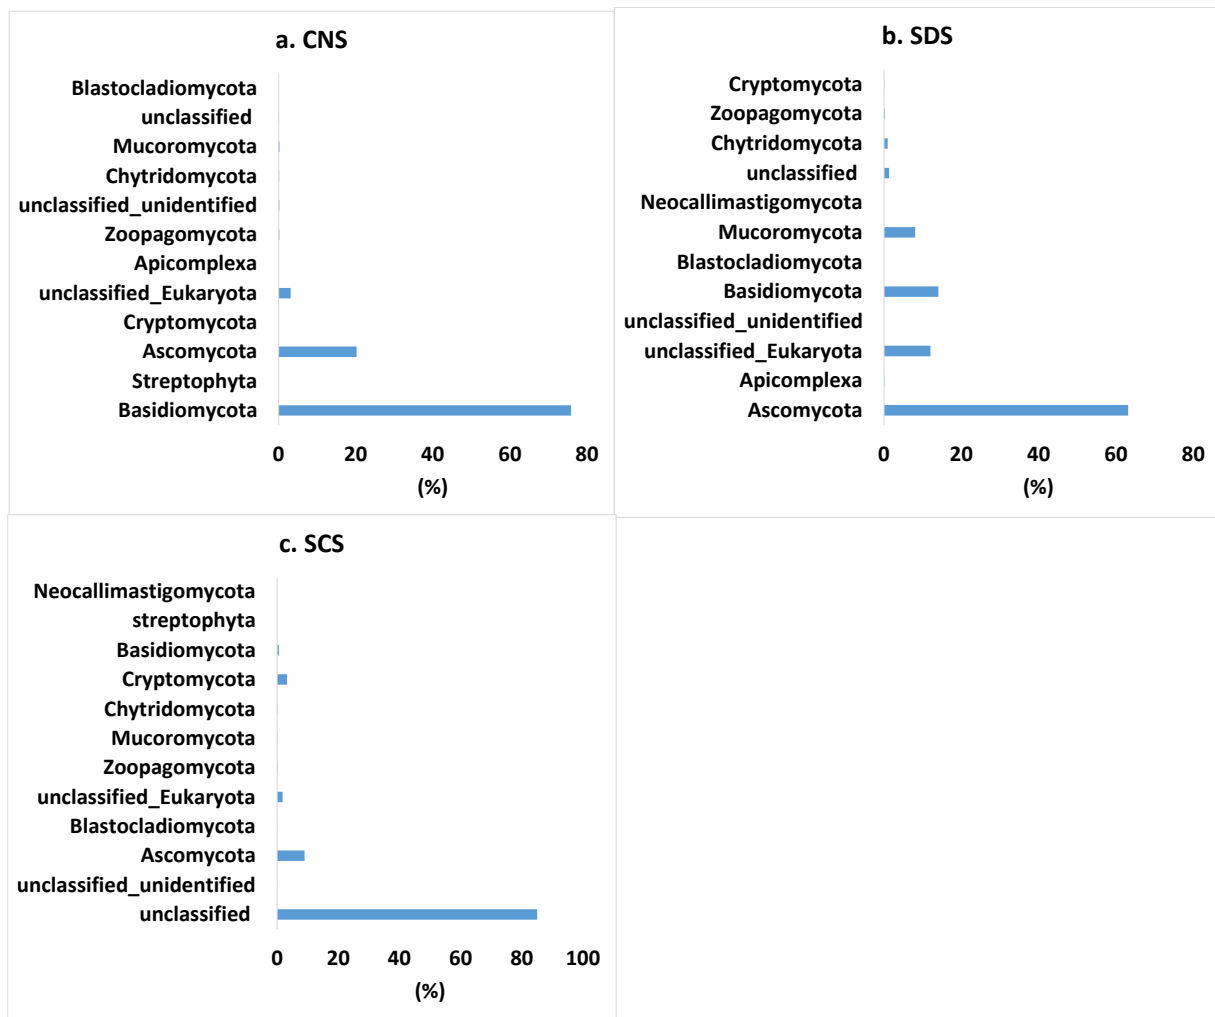 a. CNS
Blastocladiomycota
unclassified
Mucoromycota
Chytridomycota
unclassified_unidentified
Zoopagomycota
Apicomplexa
unclassified_Eukaryota
Cryptomycota
Ascomycota
Streptophyta
Basidiomycota
0 20 40 60 80
(%)
b. SDS
Cryptomycota
Zoopagomycota
Chytridomycota
unclassified
Neocallimastigomycota
Mucoromycota
Blastocladiomycota
Basidiomycota
unclassified_unidentified
unclassified_Eukaryota
Apicomplexa
Ascomycota
0 20 40 60 80
(%)
c. SCS
Neocallimastigomycota
streptophyta
Basidiomycota
Cryptomycota
Chytridomycota
Mucoromycota
Zoopagomycota
unclassified_Eukaryota
Blastocladiomycota
Ascomycota
unclassified_unidentified
unclassified
0 20 40 60 80 100
(%)